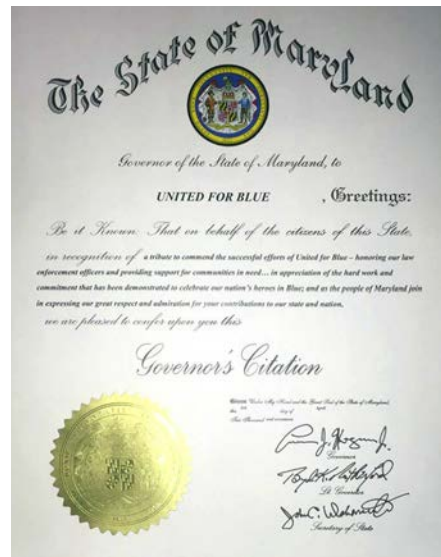 The State of Maryland
Governor of the State of Maryland, to
UNITED FOR BLUE , Greetings:
Be it Known: That on behalf of the citizens of this State,
in recognition of a tribute to commend the successful efforts of United for Blue – honoring our law
enforcement officers and providing support for communities in need… in appreciation of the hard work and
commitment that has been demonstrated to celebrate our nation's heroes in Blue; and as the people of Maryland join
in expressing our great respect and admiration for your contributions to our state and nation,
we are pleased to confer upon you this
Governor's Citation
Given Under My Hand and the Great Seal of the State of Maryland,
the day of April
Two Thousand and
Governor
Lt. Governor
Secretary of State